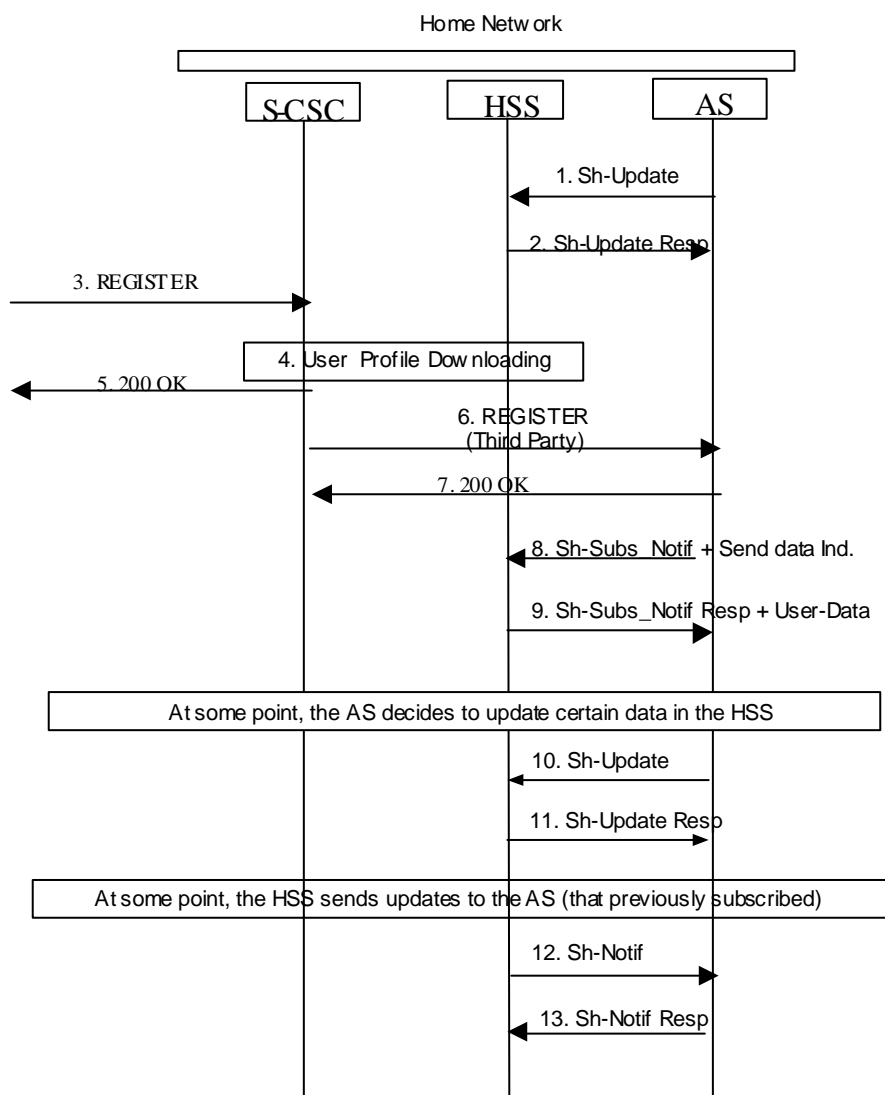 Home Network
S-CSC
HSS
AS
1. Sh-Update
2. Sh-Update Resp
3. REGISTER
4. User Profile Downloading
5. 200 OK
6. REGISTER
(Third Party)
7. 200 OK
8. Sh-Subs_Notif + Send data Ind.
9. Sh-Subs_Notif Resp + User-Data
At some point, the AS decides to update certain data in the HSS
10. Sh-Update
11. Sh-Update Resp
At some point, the HSS sends updates to the AS (that previously subscribed)
12. Sh-Notif
13. Sh-Notif Resp